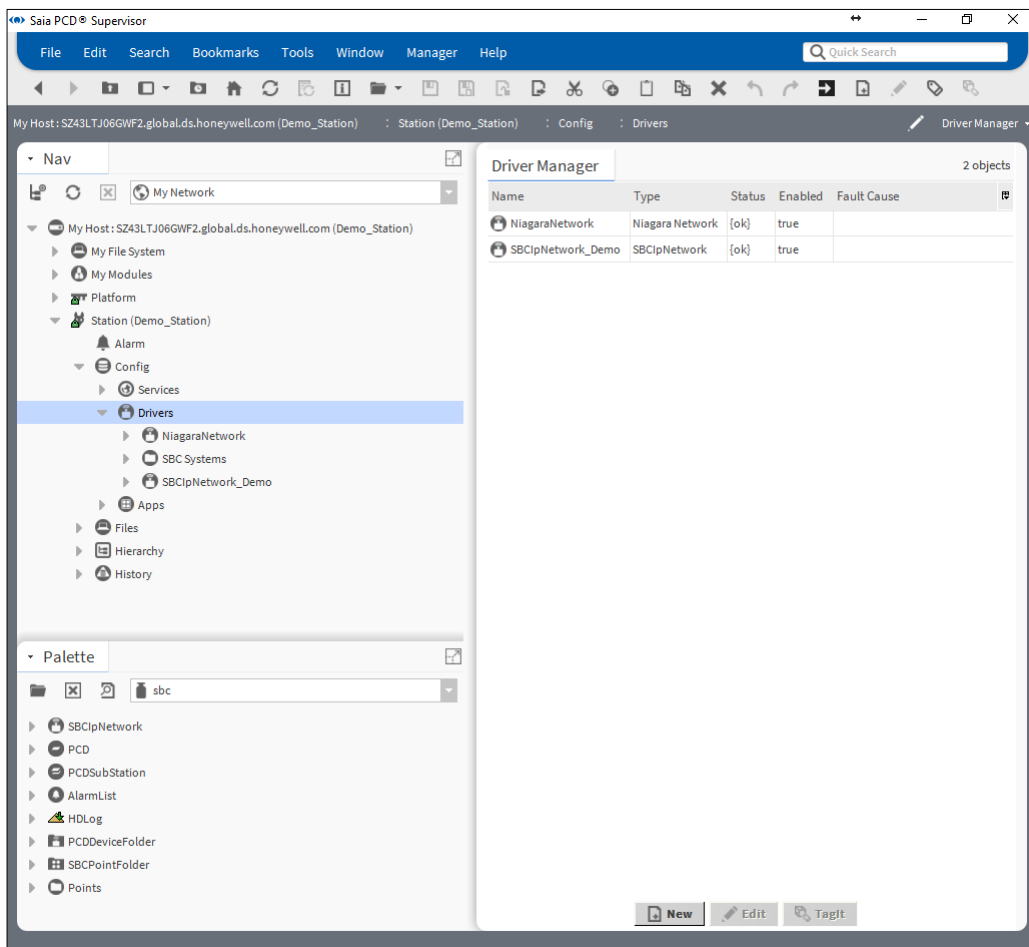 Saia PCD® Supervisor
File Edit Search Bookmarks Tools Window Manager Help Quick Search
My Host : SZ43LTJ06GWF2.global.ds.honeywell.com (Demo_Station) : Station (Demo_Station) : Config : Drivers Driver Manager
Nav
My Network
My Host : SZ43LTJ06GWF2.global.ds.honeywell.com (Demo_Station)
My File System
My Modules
Platform
Station (Demo_Station)
Alarm
Config
Services
Drivers
NiagaraNetwork
SBC Systems
SBCIpNetwork_Demo
Apps
Files
Hierarchy
History
Palette
sbc
SBCIpNetwork
PCD
PCDSubStation
AlarmList
HDLog
PCDDeviceFolder
SBCPointFolder
Points
Driver Manager 2 objects
Name Type Status Enabled Fault Cause
NiagaraNetwork Niagara Network {ok} true
SBCIpNetwork_Demo SBCIpNetwork {ok} true
New Edit TagIt